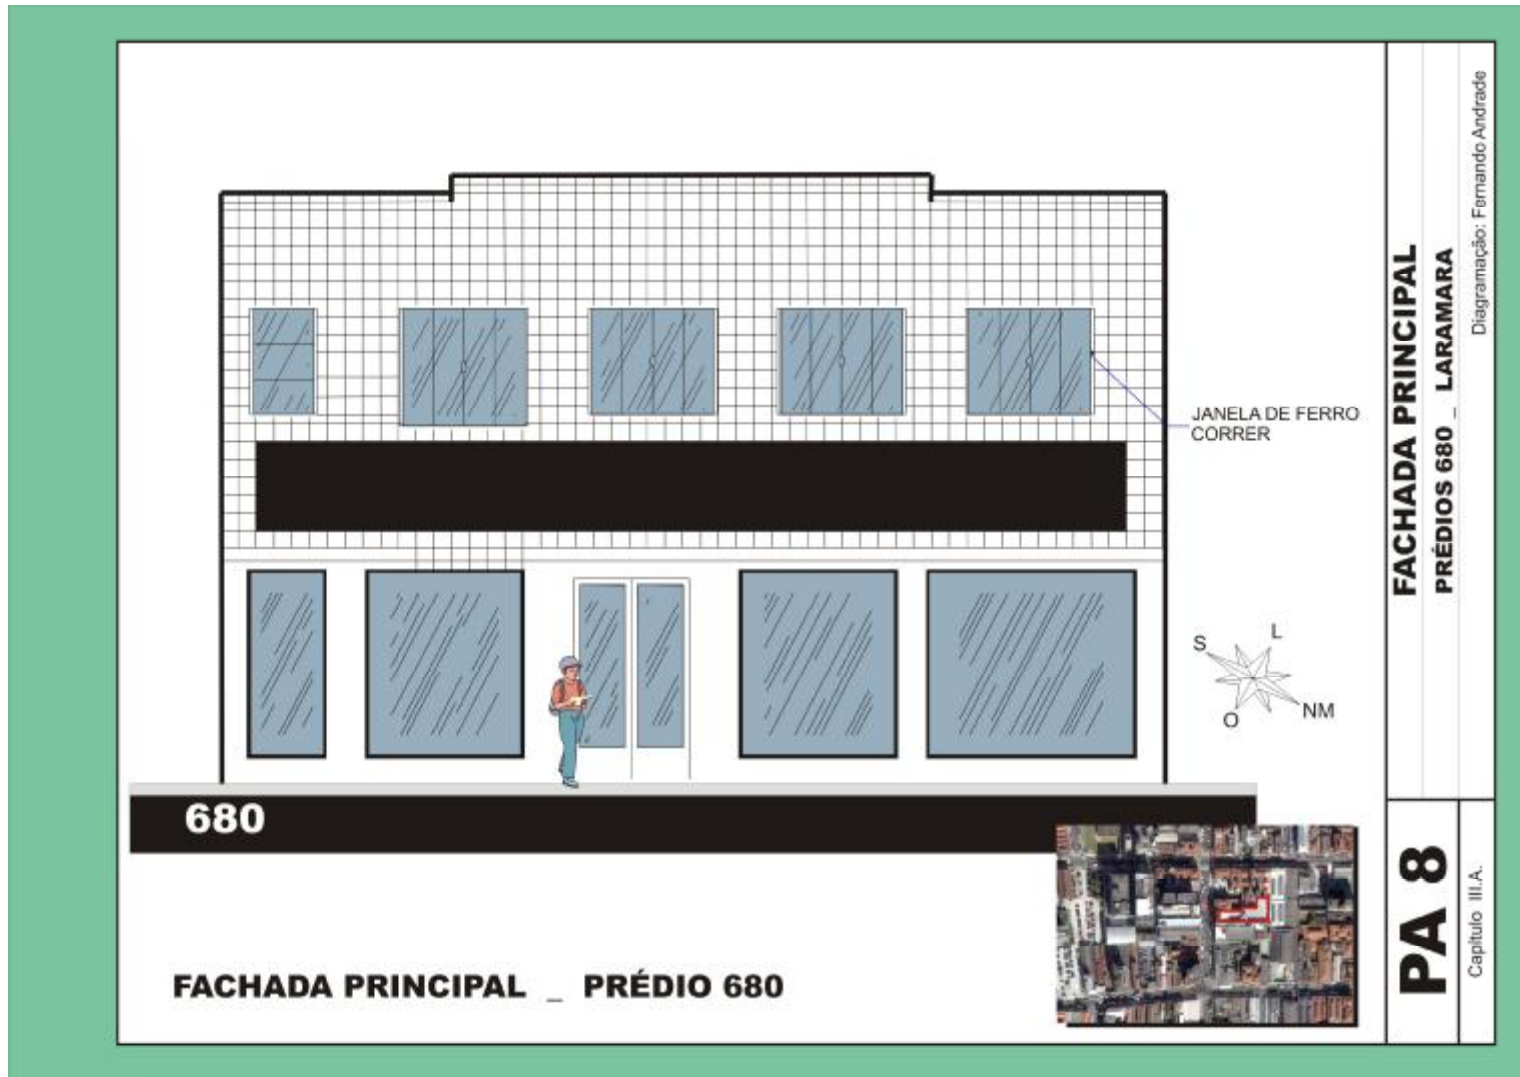 JANELA DE FERRO
CORRER
S
L
O
NM
680
FACHADA PRINCIPAL _ PRÉDIO 680
FACHADA PRINCIPAL
PRÉDIOS 680 _ LARAMARA
Diagramação: Fernando Andrade
PA 8
Capítulo III.A.